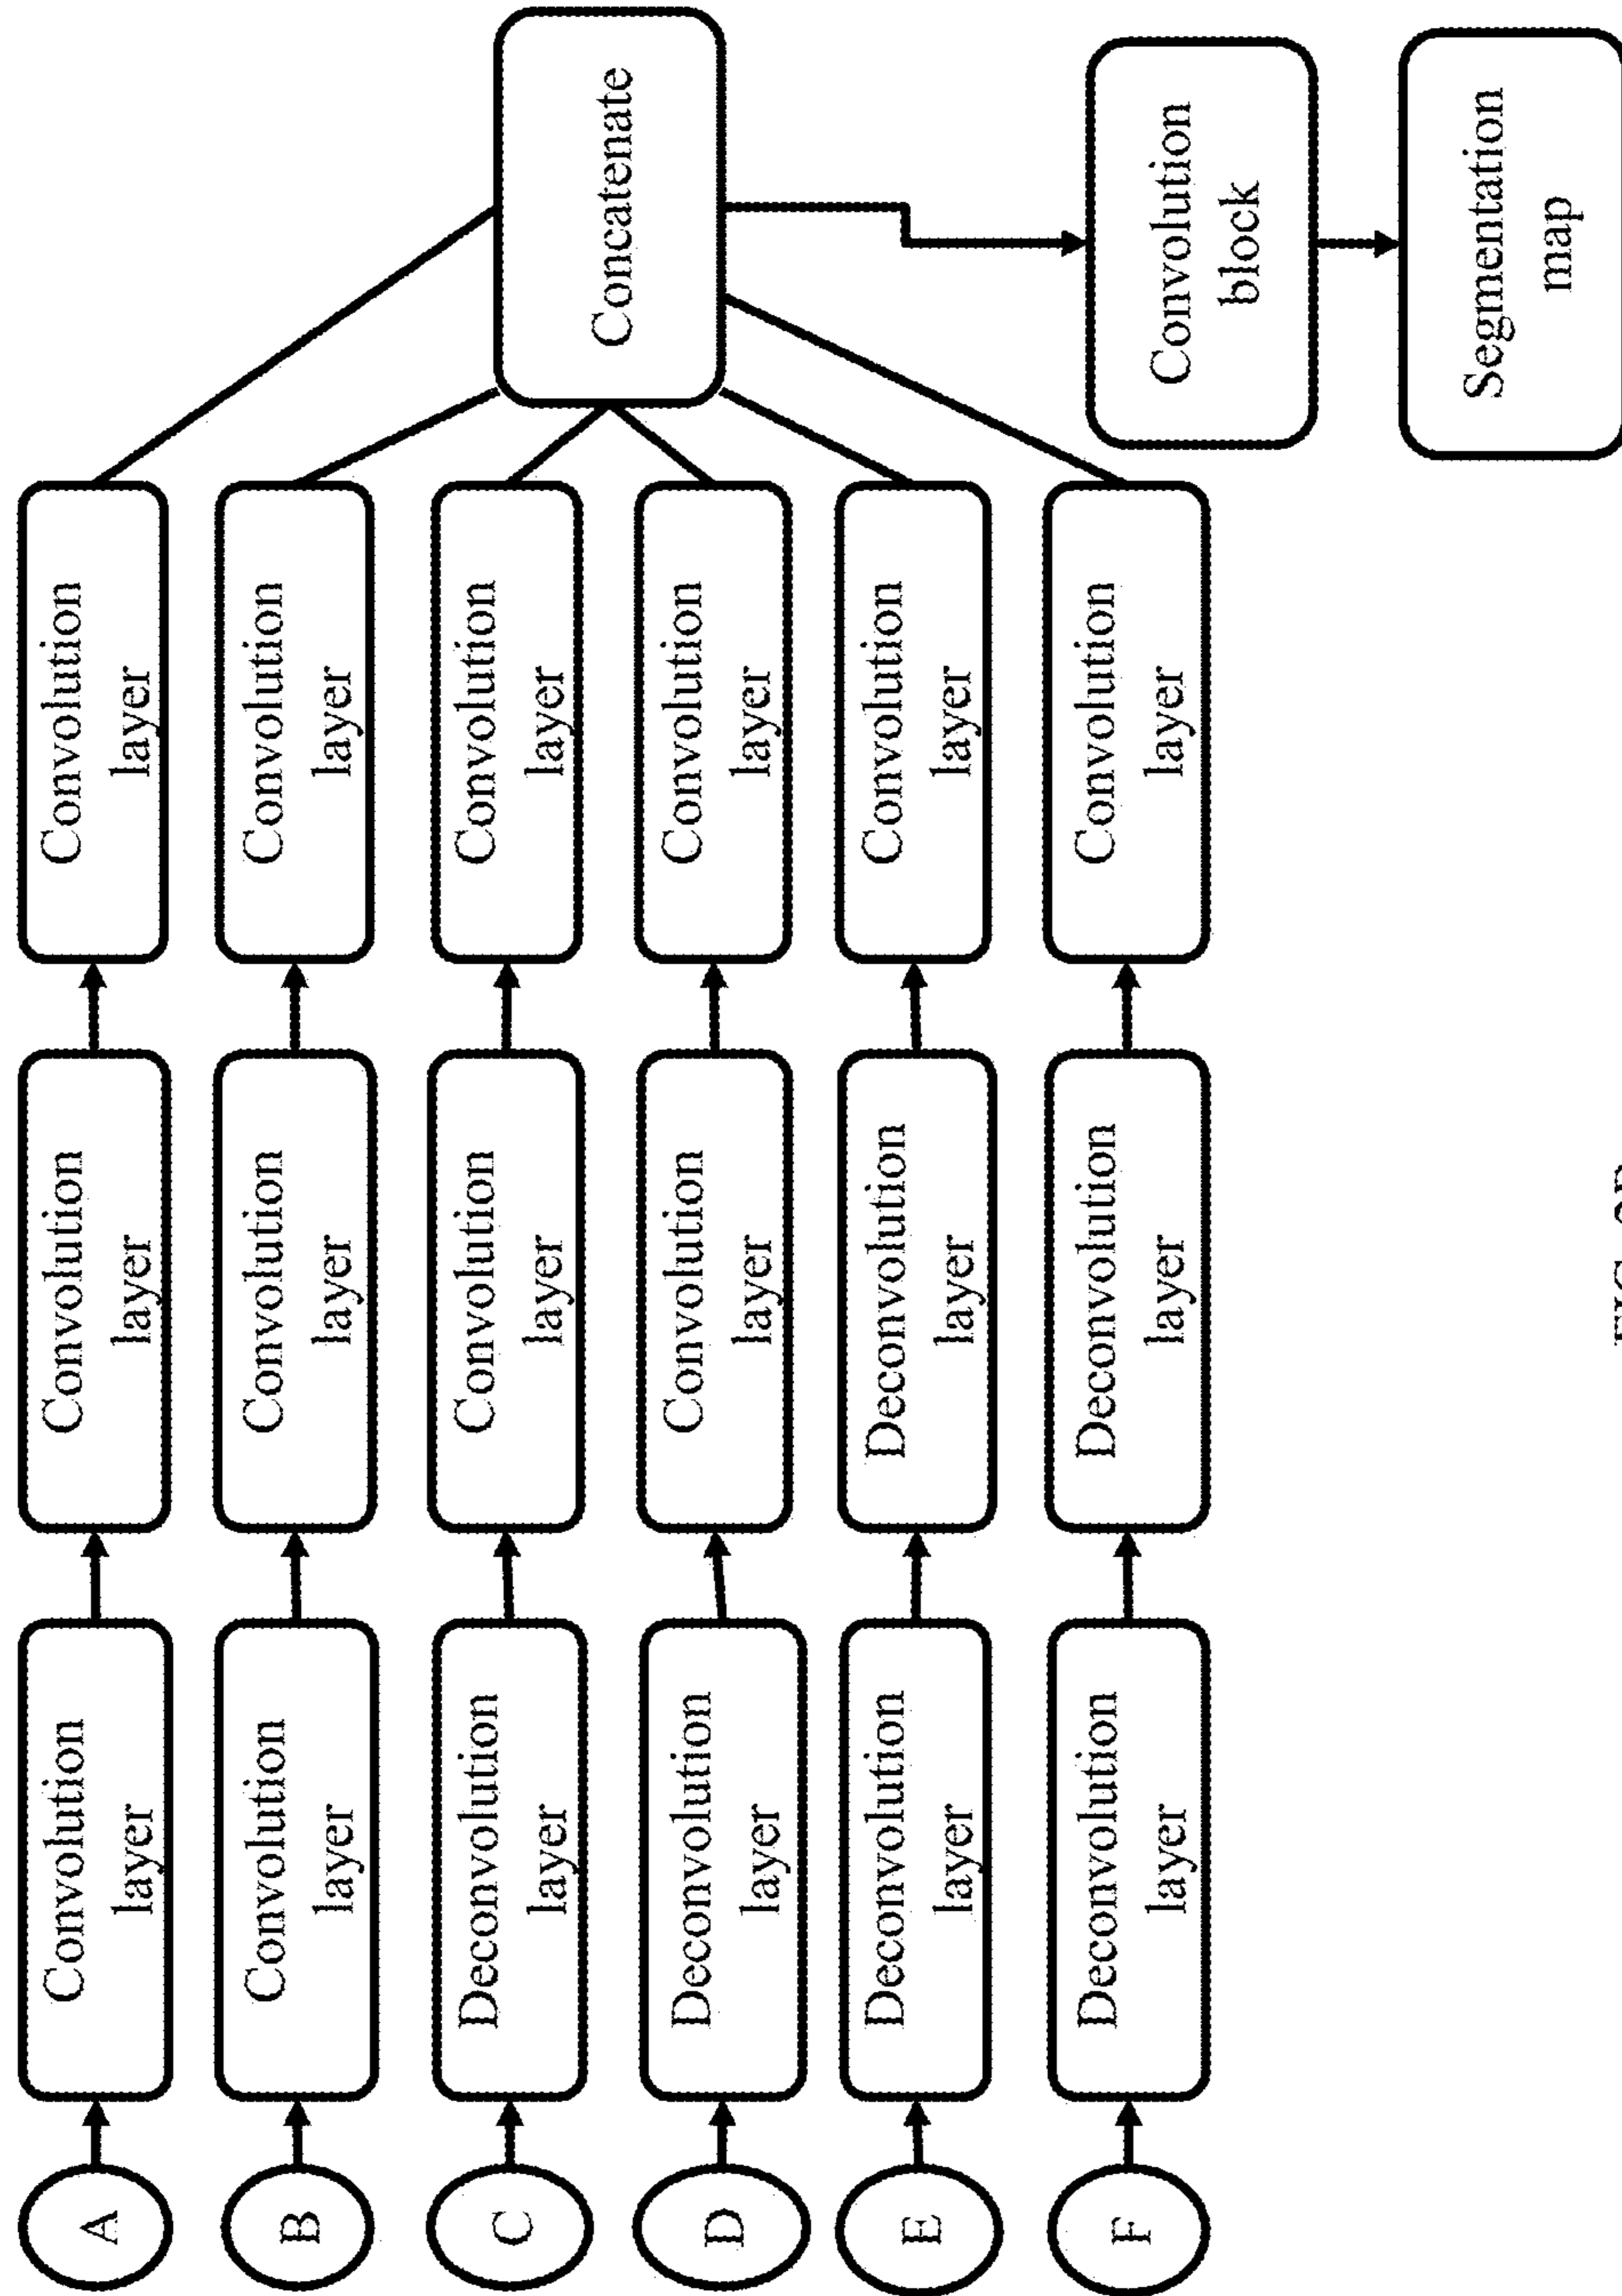 A
Convolution
layer
Convolution
layer
Convolution
layer
B
Convolution
layer
Convolution
layer
Convolution
layer
C
Deconvolution
layer
Convolution
layer
Convolution
layer
D
Deconvolution
layer
Convolution
layer
Convolution
layer
E
Deconvolution
layer
Deconvolution
layer
Convolution
layer
F
Deconvolution
layer
Deconvolution
layer
Convolution
layer
Concatenate
Convolution
block
Segmentation
map